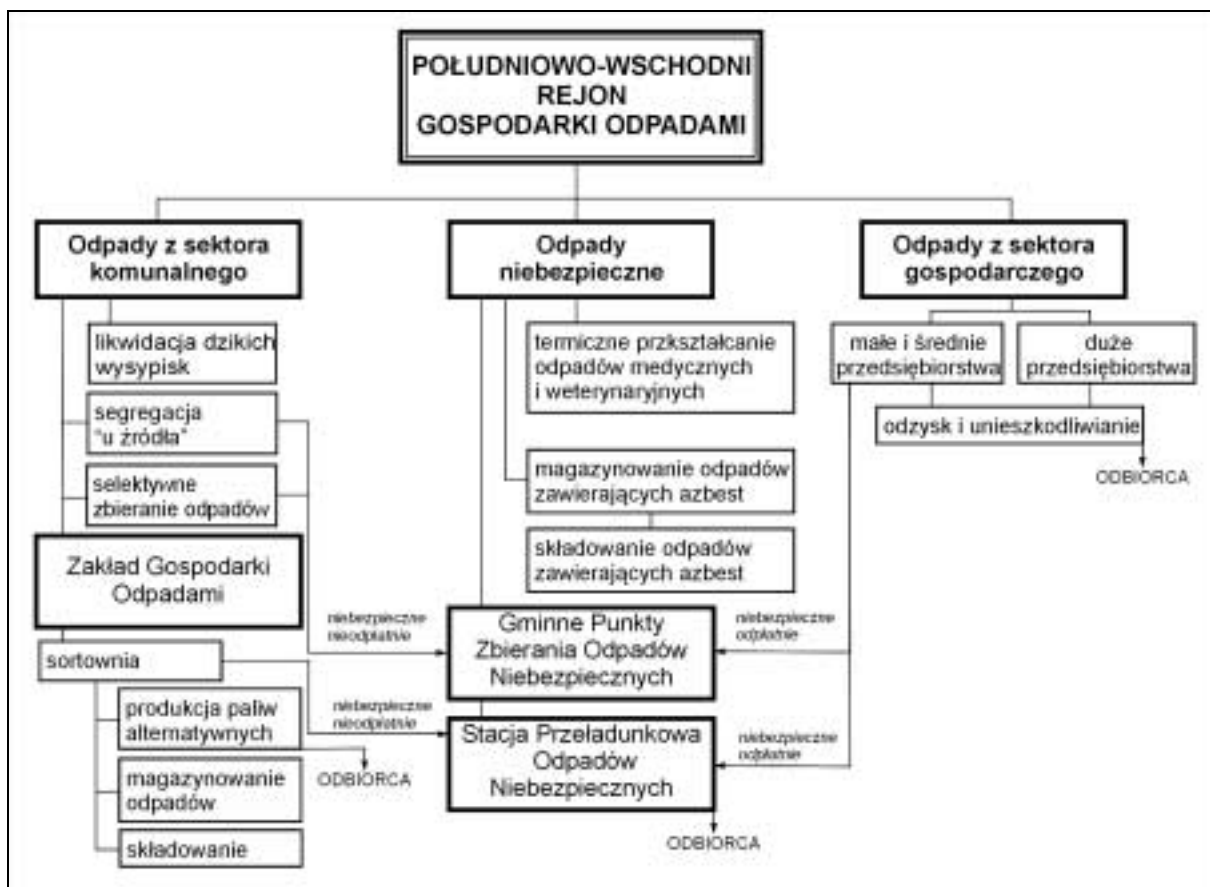 POŁUDNIOWO-WSCHODNI
REJON
GOSPODARKI ODPADAMI
Odpady z sektora
komunalnego
Odpady
niebezpieczne
Odpady z sektora
gospodarczego
likwidacja dzikich
wysypisk
segregacja
"u źródła"
selektywne
zbieranie odpadów
Zakład Gospodarki
Odpadami
sortownia
produkcja paliw
alternatywnych
ODBIORCA
magazynowanie
odpadów
składowanie
termiczne przkształcanie
odpadów medycznych
i weterynaryjnych
magazynowanie odpadów
zawierających azbest
składowanie odpadów
zawierających azbest
niebezpieczne
nieodpłatnie
Gminne Punkty
Zbierania Odpadów
Niebezpiecznych
niebezpieczne
odpłatnie
niebezpieczne
nieodpłatnie
Stacja Przeładunkowa
Odpadów
Niebezpiecznych
niebezpieczne
odpłatnie
ODBIORCA
małe i średnie
przedsiębiorstwa
duże
przedsiębiorstwa
odzysk i unieszkodliwianie
ODBIORCA